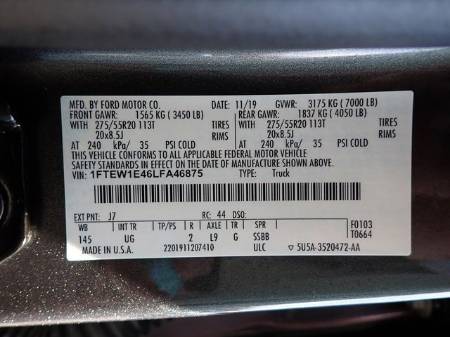 MFD. BY FORD MOTOR CO. 11/19 GVWR: 3175 KG ( 7000 LB)
FRONT GAWR: 1565 KG ( 3450 LB) REAR GAWR: 1837 KG ( 4050 LB)
275/55R20 113T TIRES 275/55R20 113T TIRES
20x8.5J RIMS 20x8.5J RIMS
AT 240 kPa/ 35 PSI COLD AT 240 kPa/ 35 PSI COLD
THIS VEHICLE CONFORMS TO ALL APPLICABLE FEDERAL MOTOR VEHICLE
SAFETY STANDARDS IN EFFECT ON THE DATE OF MANUFACTURE SHOWN ABOVE.
VIN: 1FTEW1E46LFA46875 TYPE: Truck
EXT PNT: J7 RC: 44 DSO: F0103
WB INT TR TP/PS R AXLE TR SPR T0664
145 UG 2 L9 G SSBB
MADE IN U.S.A. 2201911207410 ULC 5U5A-3520472-AA